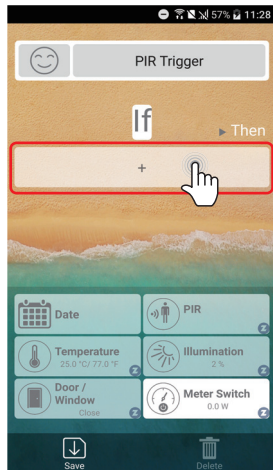 57% 11:28
PIR Trigger
If
▸ Then
+
Date
PIR
Temperature
25.0 °C/ 77.0 °F
Illumination
2 %
Door /
Window
Close
Meter Switch
0.0 W
Save
Delete